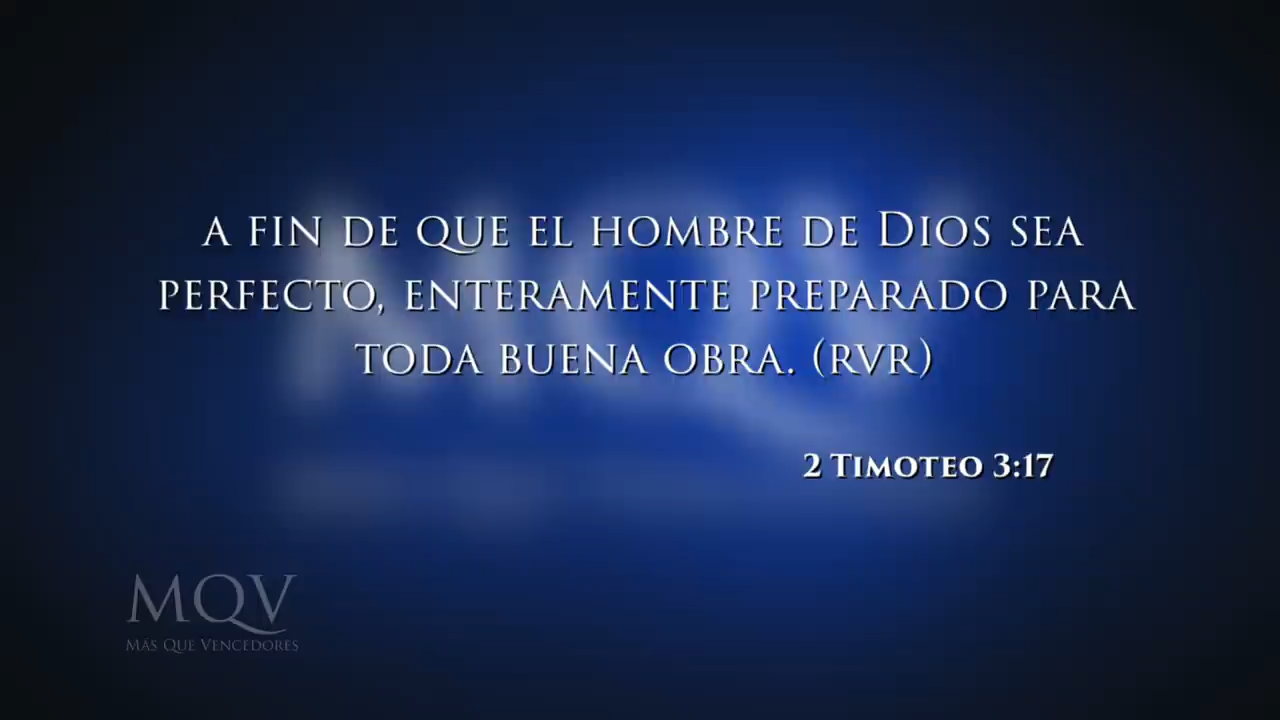 a fin de que el hombre de Dios sea
perfecto, enteramente preparado para
toda buena obra. (rvr)
2 Timoteo 3:17
MQV
Más Que Vencedores